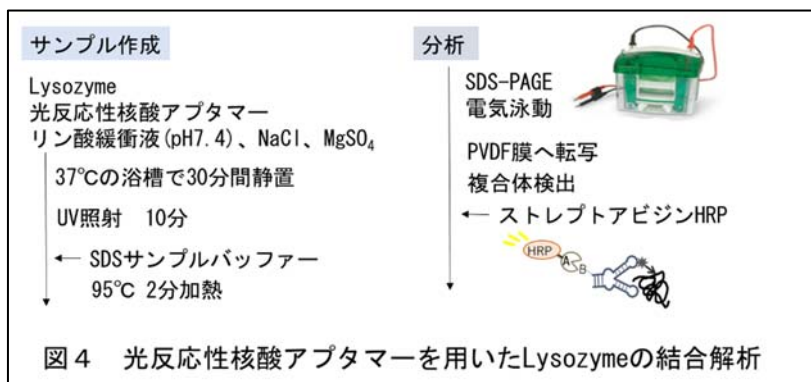 サンプル作成
Lysozyme
光反応性核酸アプタマー
リン酸緩衝液(pH7.4)、NaCl、MgSO₄
37℃の浴槽で30分間静置
UV照射 10分
SDSサンプルバッファー
95℃ 2分加熱
分析
SDS-PAGE
電気泳動
PVDF膜へ転写
複合体検出
ストレプトアビジンHRP
HRP
A
B
図4 光反応性核酸アプタマーを用いたLysozymeの結合解析